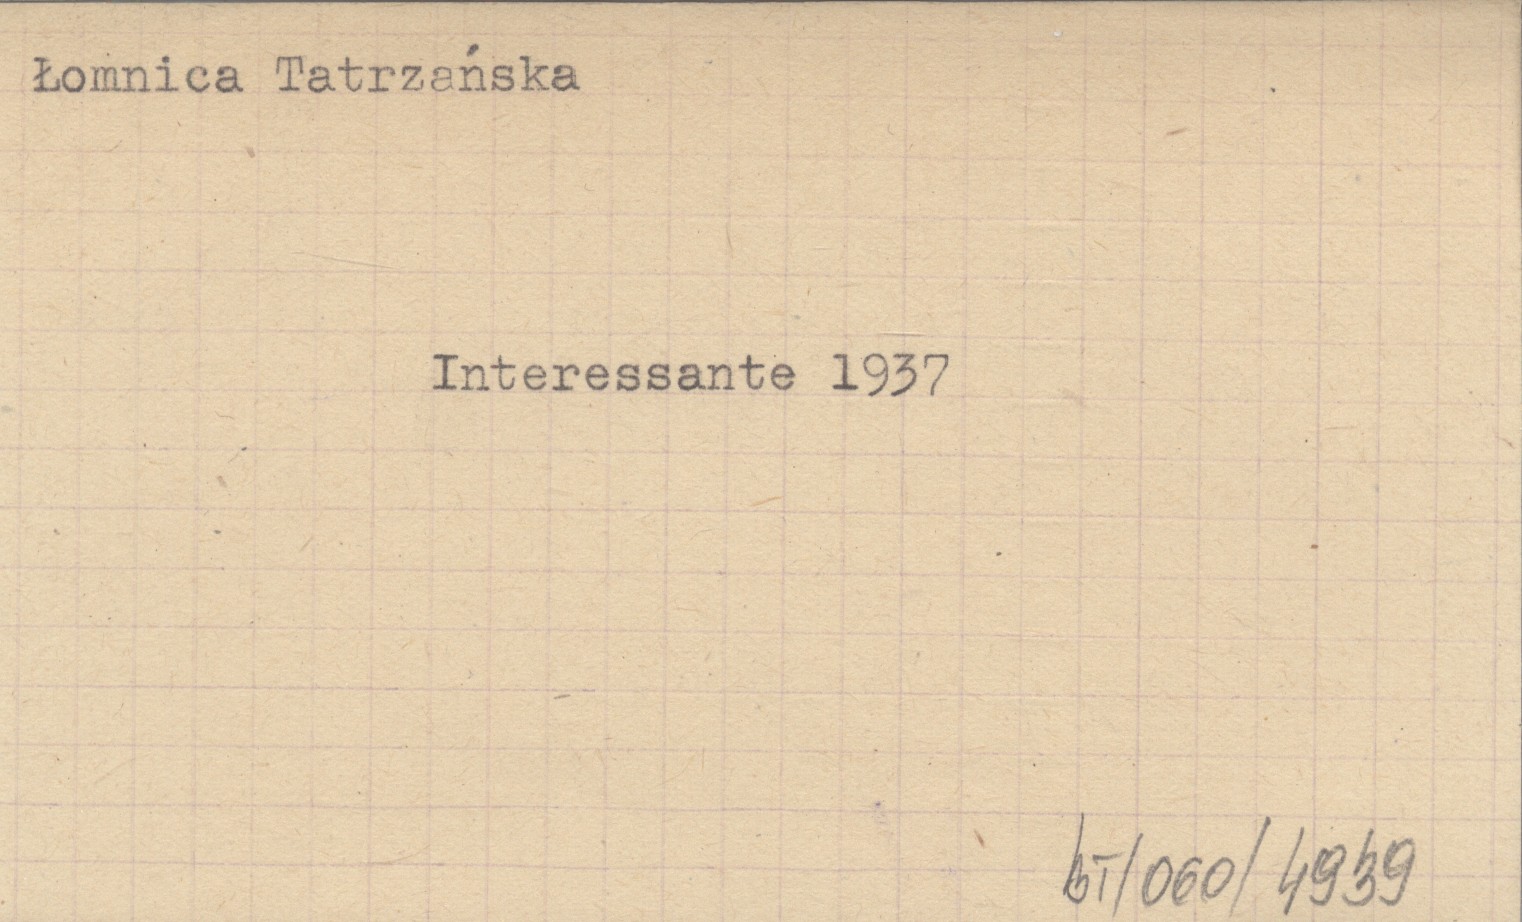 Łomnica Tatrzańska
Interessante 1937
bT/060/4939